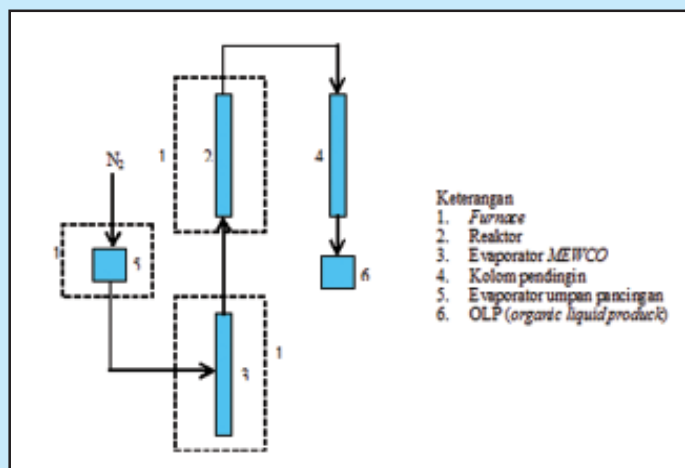 N₂
1
2
4
1
5
6
3
1
Keterangan
1. Furnace
2. Reaktor
3. Evaporator MEWCO
4. Kolom pendingin
5. Evaporator umpan pancingan
6. OLP (organic liquid produck)